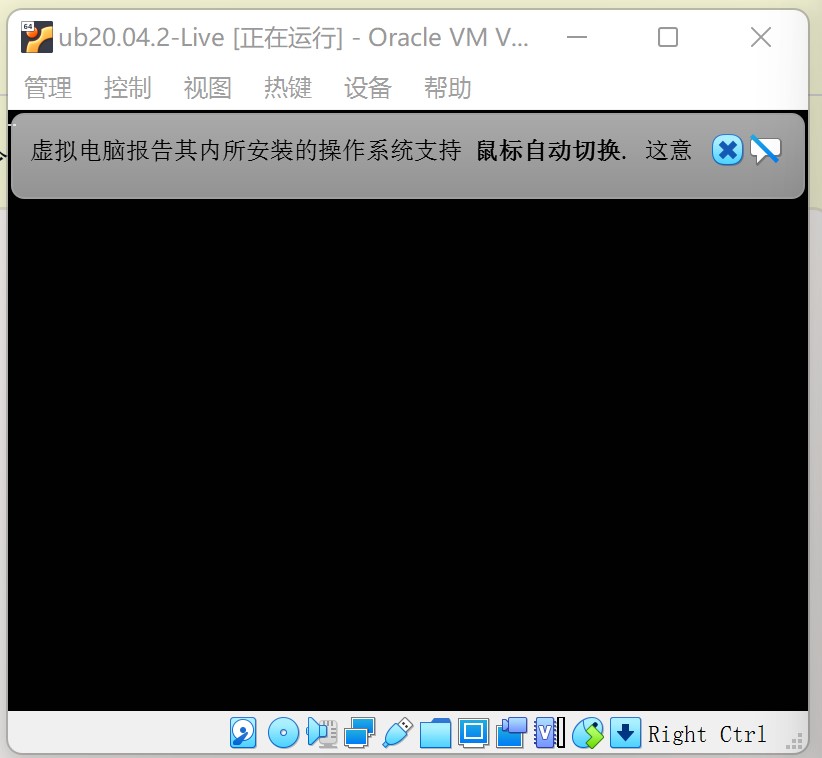 64
ub20.04.2-Live [正在运行] - Oracle VM V...
管理 控制 视图 热键 设备 帮助
虚拟电脑报告其内所安装的操作系统支持 鼠标自动切换. 这意
V
Right Ctrl